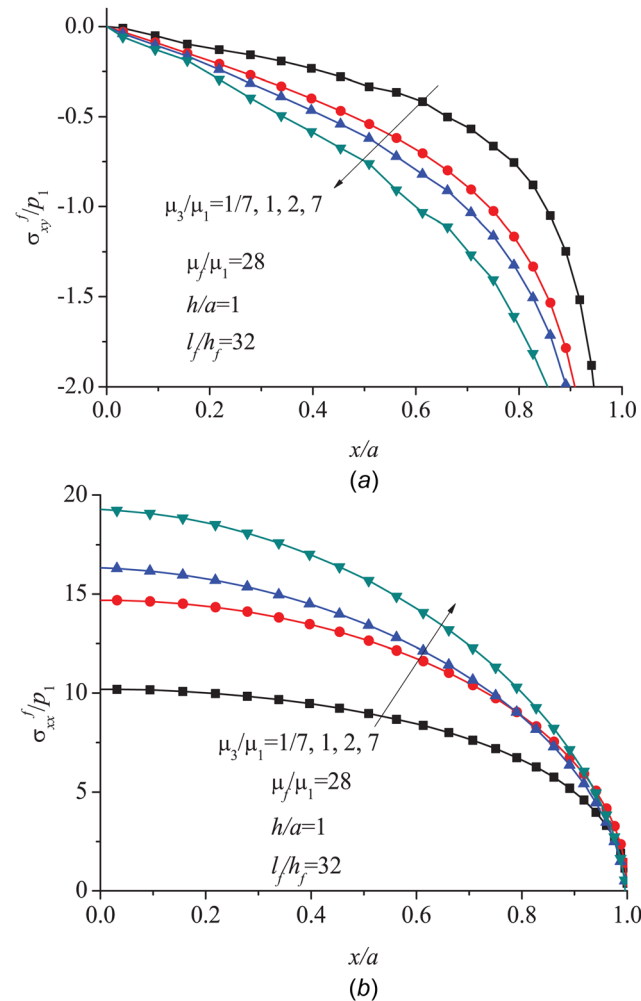 0.0
-0.5
-1.0
-1.5
-2.0
σxy^f/p1
μ3/μ1=1/7, 1, 2, 7
μf/μ1=28
h/a=1
lf/hf=32
0.0 0.2 0.4 0.6 0.8 1.0
x/a
(a)
20
15
10
5
0
σxx^f/p1
μ3/μ1=1/7, 1, 2, 7
μf/μ1=28
h/a=1
lf/hf=32
0.0 0.2 0.4 0.6 0.8 1.0
x/a
(b)